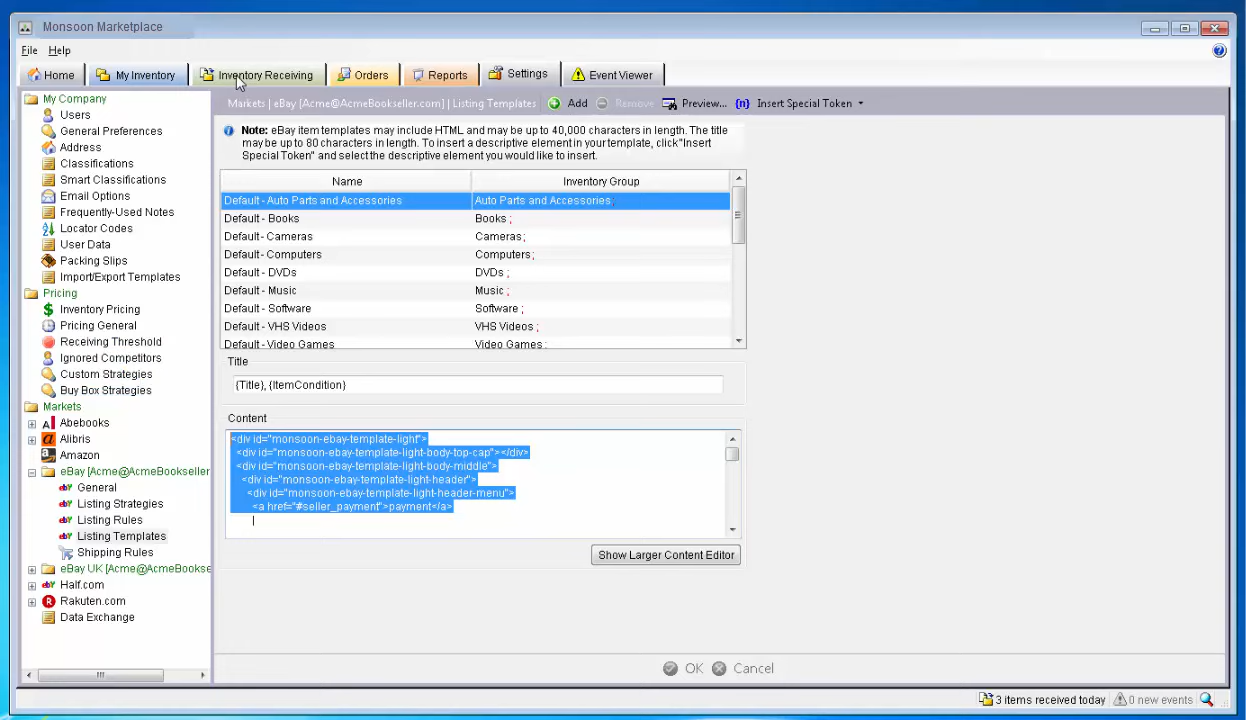 Monsoon Marketplace
File Help
Home My Inventory Inventory Receiving Orders Reports Settings Event Viewer
Markets | eBay [Acme@AcmeBookseller.com] | Listing Templates Add Remove Preview... {n} Insert Special Token
My Company
Users
General Preferences
Address
Classifications
Smart Classifications
Email Options
Frequently-Used Notes
Locator Codes
User Data
Packing Slips
Import/Export Templates
Pricing
Inventory Pricing
Pricing General
Receiving Threshold
Ignored Competitors
Custom Strategies
Buy Box Strategies
Markets
Abebooks
Alibris
Amazon
eBay [Acme@AcmeBookseller
General
Listing Strategies
Listing Rules
Listing Templates
Shipping Rules
eBay UK [Acme@AcmeBookse
Half.com
Rakuten.com
Data Exchange
Note: eBay item templates may include HTML and may be up to 40,000 characters in length. The title
may be up to 80 characters in length. To insert a descriptive element in your template, click"Insert
Special Token" and select the descriptive element you would like to insert.
Name Inventory Group
Default - Auto Parts and Accessories Auto Parts and Accessories ;
Default - Books Books ;
Default - Cameras Cameras ;
Default - Computers Computers ;
Default - DVDs DVDs ;
Default - Music Music ;
Default - Software Software ;
Default - VHS Videos VHS Videos ;
Default - Video Games Video Games ;
Title
{Title}, {ItemCondition}
Content
<div id="monsoon-ebay-template-light">
<div id="monsoon-ebay-template-light-body-top-cap"></div>
<div id="monsoon-ebay-template-light-body-middle">
<div id="monsoon-ebay-template-light-header">
<div id="monsoon-ebay-template-light-header-menu">
<a href="#seller_payment">payment</a>
Show Larger Content Editor
OK Cancel
3 items received today 0 new events